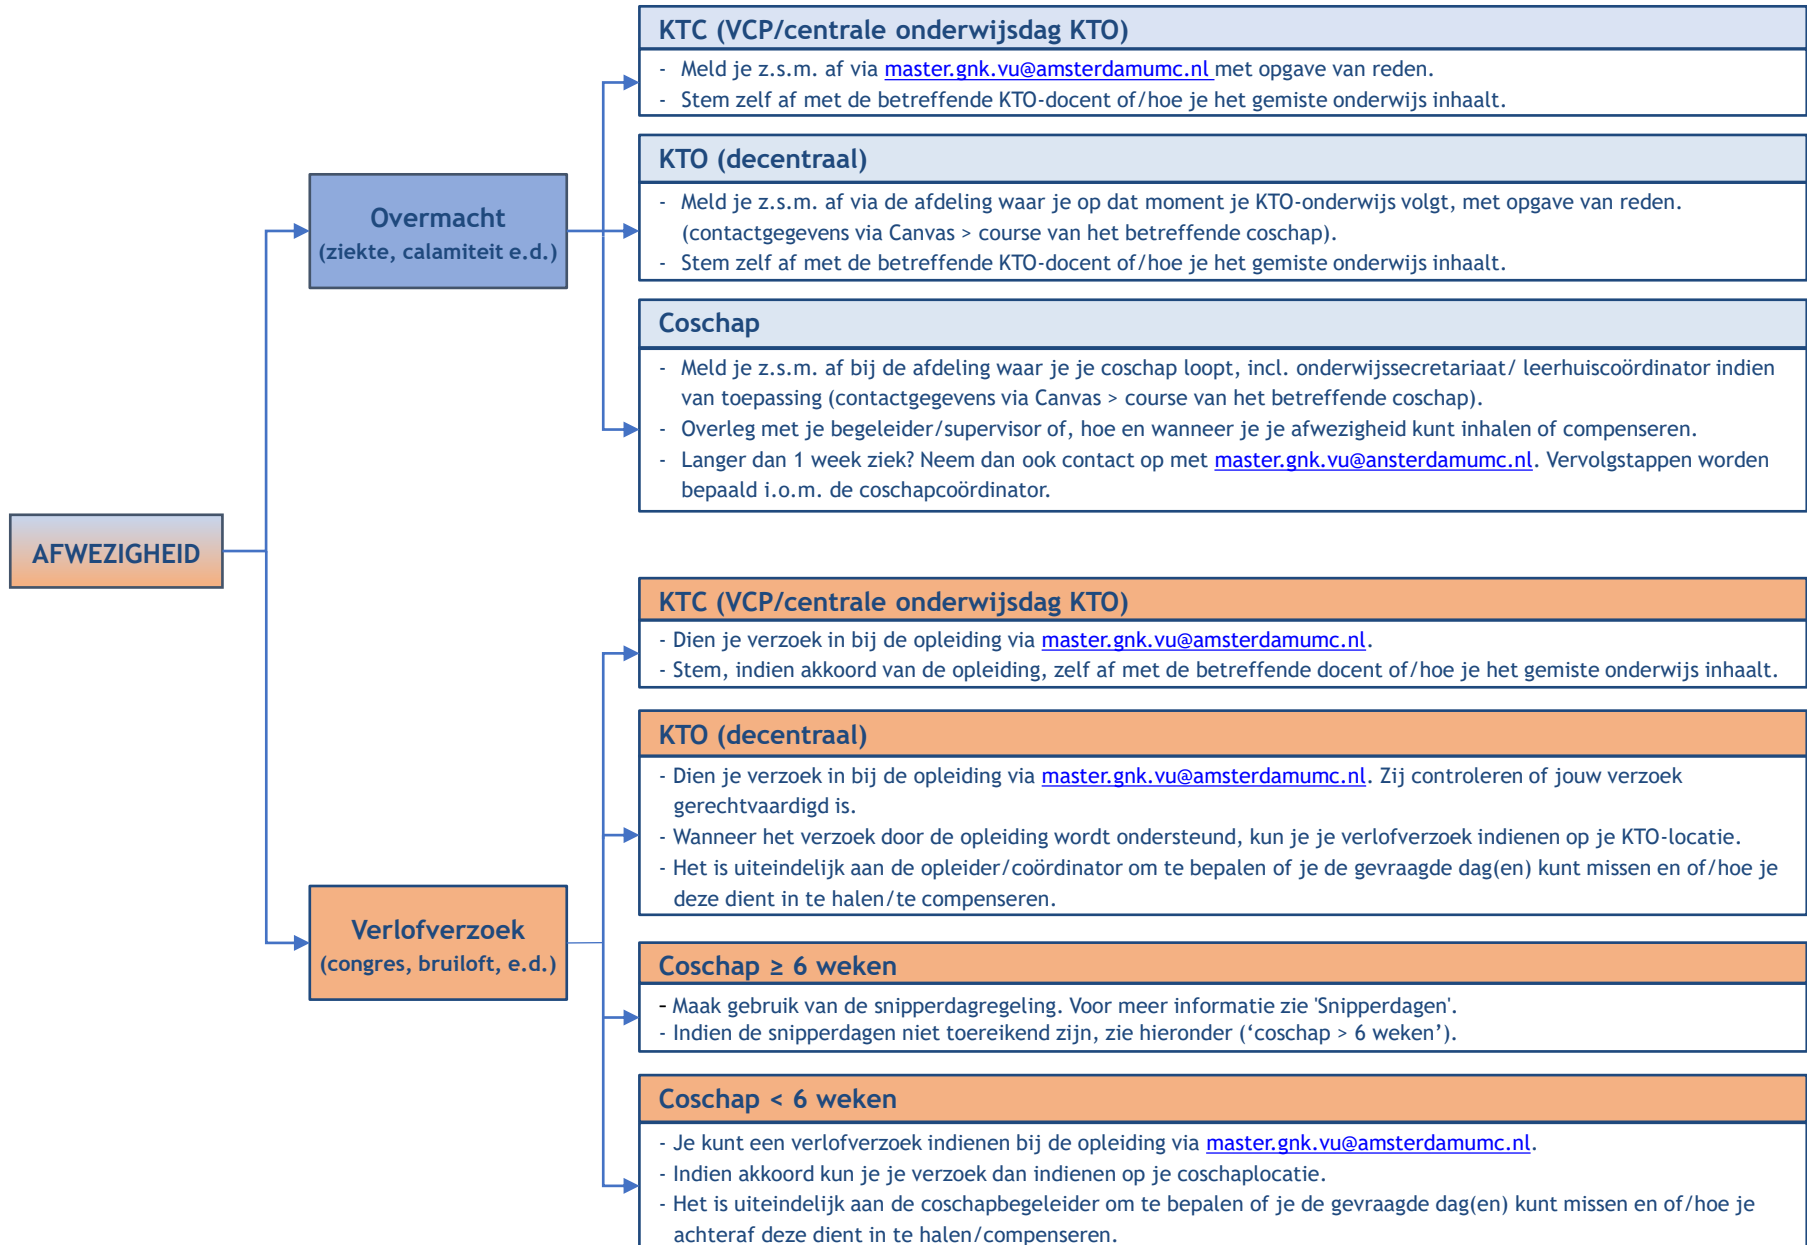 KTC (VCP/centrale onderwijsdag KTO)
- Meld je z.s.m. af via master.gnk.vu@amsterdamumc.nl met opgave van reden.
- Stem zelf af met de betreffende KTO-docent of/hoe je het gemiste onderwijs inhaalt.
KTO (decentraal)
- Meld je z.s.m. af via de afdeling waar je op dat moment je KTO-onderwijs volgt, met opgave van reden.
(contactgegevens via Canvas > course van het betreffende coschap).
- Stem zelf af met de betreffende KTO-docent of/hoe je het gemiste onderwijs inhaalt.
Overmacht
(ziekte, calamiteit e.d.)
Coschap
- Meld je z.s.m. af bij de afdeling waar je je coschap loopt, incl. onderwijssecretariaat/ leerhuiscoördinator indien
van toepassing (contactgegevens via Canvas > course van het betreffende coschap).
- Overleg met je begeleider/supervisor of, hoe en wanneer je je afwezigheid kunt inhalen of compenseren.
- Langer dan 1 week ziek? Neem dan ook contact op met master.gnk.vu@ansterdamumc.nl. Vervolgstappen worden
bepaald i.o.m. de coschapcoördinator.
AFWEZIGHEID
KTC (VCP/centrale onderwijsdag KTO)
- Dien je verzoek in bij de opleiding via master.gnk.vu@amsterdamumc.nl.
- Stem, indien akkoord van de opleiding, zelf af met de betreffende docent of/hoe je het gemiste onderwijs inhaalt.
KTO (decentraal)
- Dien je verzoek in bij de opleiding via master.gnk.vu@amsterdamumc.nl. Zij controleren of jouw verzoek
gerechtvaardigd is.
- Wanneer het verzoek door de opleiding wordt ondersteund, kun je je verlofverzoek indienen op je KTO-locatie.
- Het is uiteindelijk aan de opleider/coördinator om te bepalen of je de gevraagde dag(en) kunt missen en of/hoe je
deze dient in te halen/te compenseren.
Verlofverzoek
(congres, bruiloft, e.d.)
Coschap ≥ 6 weken
- Maak gebruik van de snipperdagregeling. Voor meer informatie zie 'Snipperdagen'.
- Indien de snipperdagen niet toereikend zijn, zie hieronder (‘coschap > 6 weken’).
Coschap < 6 weken
- Je kunt een verlofverzoek indienen bij de opleiding via master.gnk.vu@amsterdamumc.nl.
- Indien akkoord kun je je verzoek dan indienen op je coschaplocatie.
- Het is uiteindelijk aan de coschapbegeleider om te bepalen of je de gevraagde dag(en) kunt missen en of/hoe je
achteraf deze dient in te halen/compenseren.